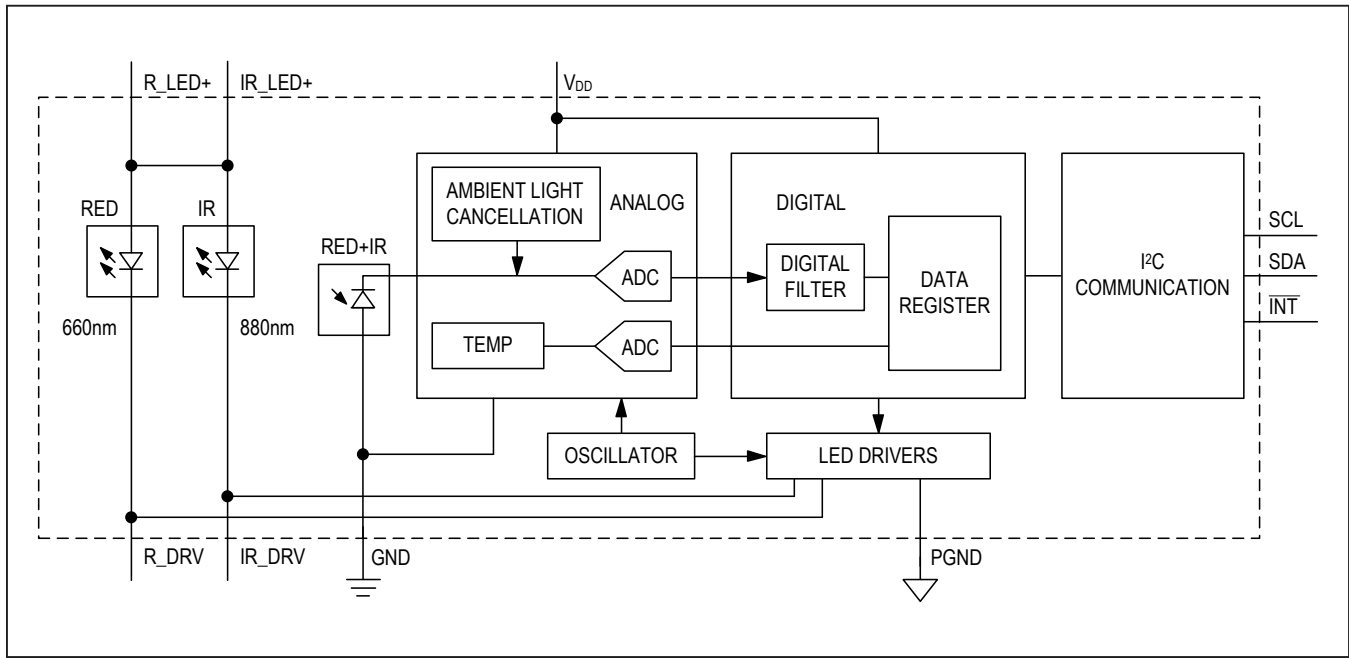 R_LED+
IR_LED+
VDD
AMBIENT LIGHT
CANCELLATION
ANALOG
DIGITAL
RED
IR
RED+IR
ADC
DIGITAL
FILTER
DATA
REGISTER
I²C
COMMUNICATION
SCL
SDA
INT
660nm
880nm
TEMP
ADC
OSCILLATOR
LED DRIVERS
R_DRV
IR_DRV
GND
PGND